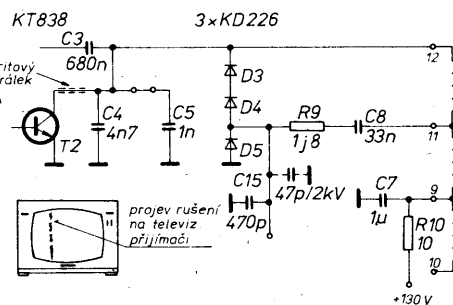 KT838
3×KD226
C3
680n
12
ritový
rálek
D3
D4
R9
C8
C4
4n7
C5
1n
1j8
33n
11
T2
D5
C15
47p/2kV
C7
9
projev rušení
na televiz
přijímači
470p
1µ
R10
10
10
+130V